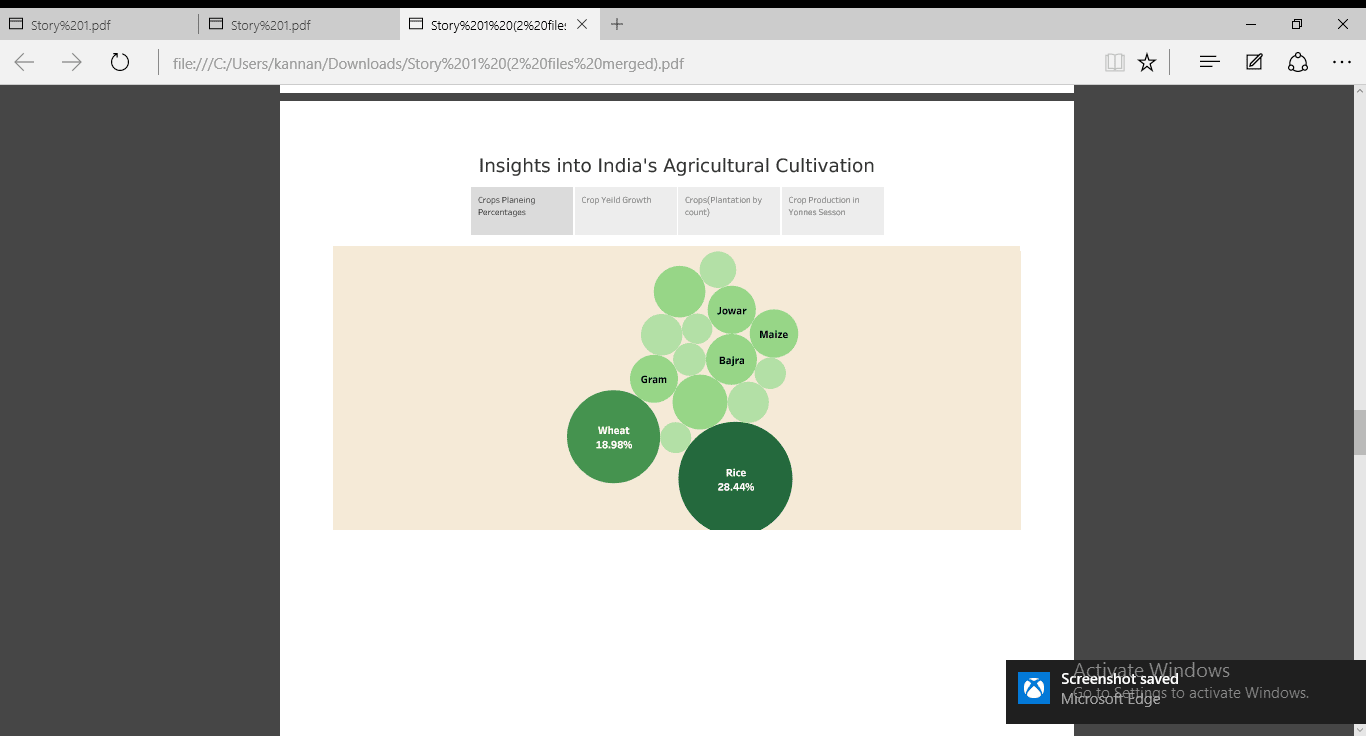 Story%201.pdf
Story%201.pdf
Story%201%20(2%20file
file:///C:/Users/kannan/Downloads/Story%201%20(2%20files%20merged).pdf
Insights into India's Agricultural Cultivation
Crops Planeing
Percentages
Crop Yeild Growth
Crops(Plantation by
count)
Crop Production in
Yonnes Sesson
Jowar
Maize
Bajra
Gram
Wheat
18.98%
Rice
28.44%
Activate Windows
Go to Settings to activate Windows.
Screenshot saved
Microsoft Edge